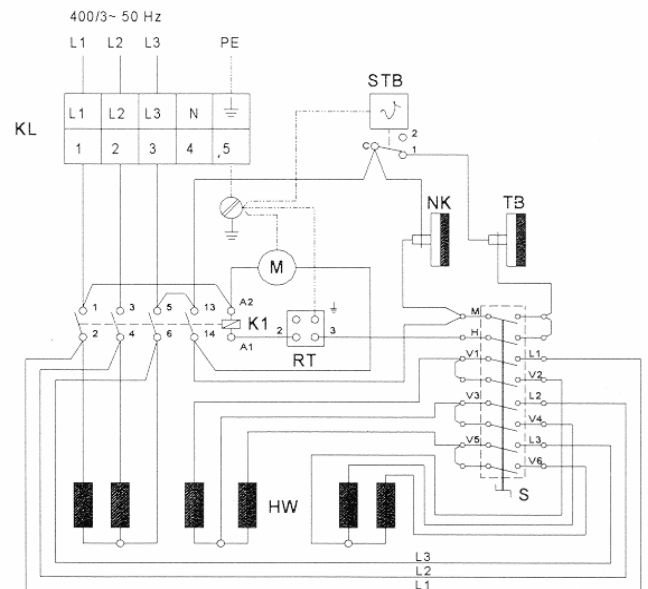 400/3~ 50 Hz
L1 L2 L3 PE
STB
KL L1 L2 L3 N
1 2 3 4 .5
2
C 1
NK TB
M
1 3 5 13 A2
K1
2 4 6 14 A1
2 3
RT
M
H
V1 L1
V2
V3 L2
V4
V5 L3
V6
HW
S
L3
L2
L1